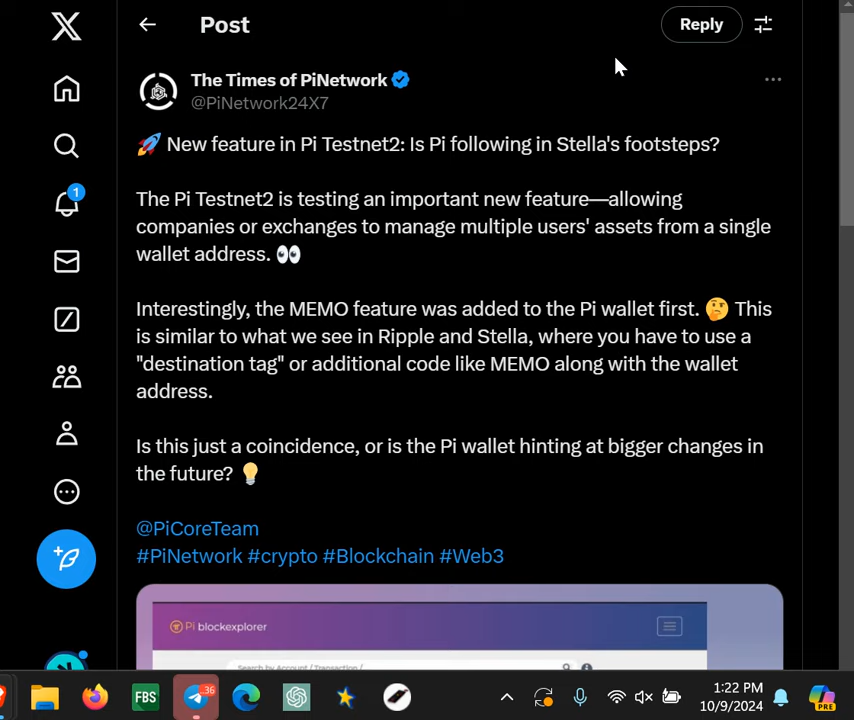 Post
Reply
The Times of PiNetwork
@PiNetwork24X7
🚀 New feature in Pi Testnet2: Is Pi following in Stella's footsteps?
The Pi Testnet2 is testing an important new feature—allowing
companies or exchanges to manage multiple users' assets from a single
wallet address. 👀
Interestingly, the MEMO feature was added to the Pi wallet first. 🤔 This
is similar to what we see in Ripple and Stella, where you have to use a
"destination tag" or additional code like MEMO along with the wallet
address.
Is this just a coincidence, or is the Pi wallet hinting at bigger changes in
the future? 💡
@PiCoreTeam
#PiNetwork #crypto #Blockchain #Web3
Pi blockexplorer
Search by Account / Transaction /
1
FBS
36
1:22 PM
10/9/2024
PRE